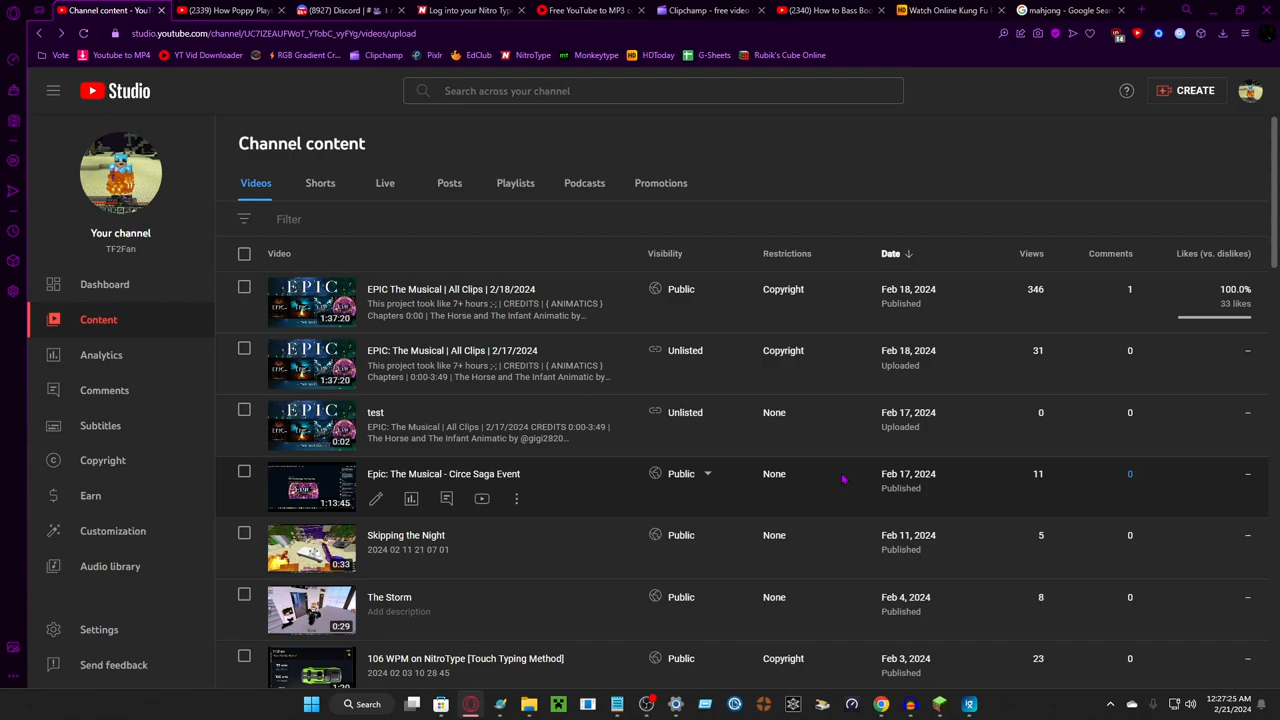 Channel content - YouT
(2339) How Poppy Play
(8927) Discord |
Log into your Nitro Typ
Free YouTube to MP3 c
Clipchamp - free video
(2340) How to Bass Boo
Watch Online Kung Fu
mahjong - Google Sear
studio.youtube.com/channel/UC7IZEAUFWoT_YTobC_vyFYg/videos/upload
14
Vote
Youtube to MP4
YT Vid Downloader
RGB Gradient Cr...
Clipchamp
Pixlr
EdClub
NitroType
mt
Monkeytype
HD
HDToday
G-Sheets
Rubik's Cube Online
Studio
Search across your channel
CREATE
Your channel
TF2Fan
Dashboard
Content
Analytics
Comments
Subtitles
Copyright
Earn
Customization
Audio library
Settings
Send feedback
Channel content
Videos
Shorts
Live
Posts
Playlists
Podcasts
Promotions
Filter
Video
Visibility
Restrictions
Date
Views
Comments
Likes (vs. dislikes)
EPIC
1:37:20
EPIC The Musical | All Clips | 2/18/2024
This project took like 7+ hours ;-; | CREDITS | { ANIMATICS }
Chapters 0:00 | The Horse and The Infant Animatic by...
Public
Copyright
Feb 18, 2024
Published
346
1
100.0%
33 likes
EPIC
1:37:20
EPIC: The Musical | All Clips | 2/17/2024
This project took like 7+ hours ;-; | CREDITS | { ANIMATICS }
Chapters | 0:00-3:49 | The Horse and The Infant Animatic by...
Unlisted
Copyright
Feb 18, 2024
Uploaded
31
0
–
EPIC
0:02
test
EPIC: The Musical | All Clips | 2/17/2024 CREDITS 0:00-3:49 |
The Horse and The Infant Animatic by @gigi2820...
Unlisted
None
Feb 17, 2024
Uploaded
0
0
–
1:13:45
Epic: The Musical - Circe Saga Event
Public
None
Feb 17, 2024
Published
11
0
–
0:33
Skipping the Night
2024 02 11 21 07 01
Public
None
Feb 11, 2024
Published
5
0
–
0:29
The Storm
Add description
Public
None
Feb 4, 2024
Published
8
0
–
1:20
106 WPM on NitroType [Touch Typing Method]
2024 02 03 10 28 45
Public
Copyright
Feb 3, 2024
Published
23
0
–
Search
12:27:25 AM
2/21/2024